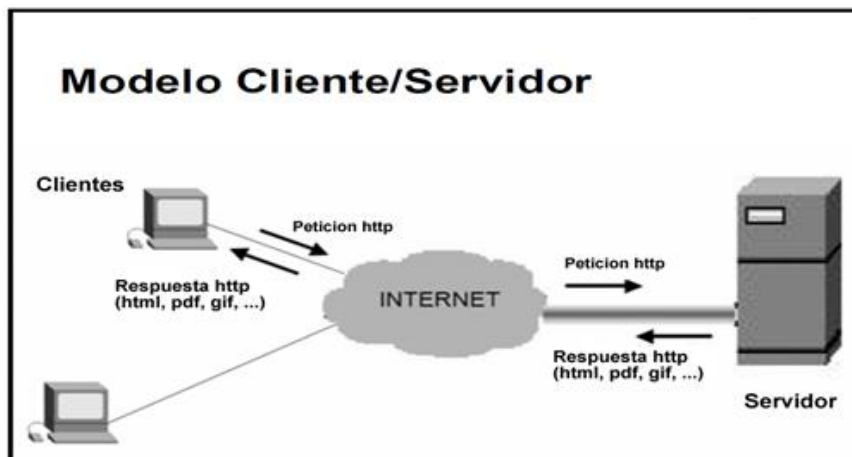 Modelo Cliente/Servidor
Clientes
Peticion http
Respuesta http
(html, pdf, gif, ...)
INTERNET
Peticion http
Respuesta http
(html, pdf, gif, ...)
Servidor